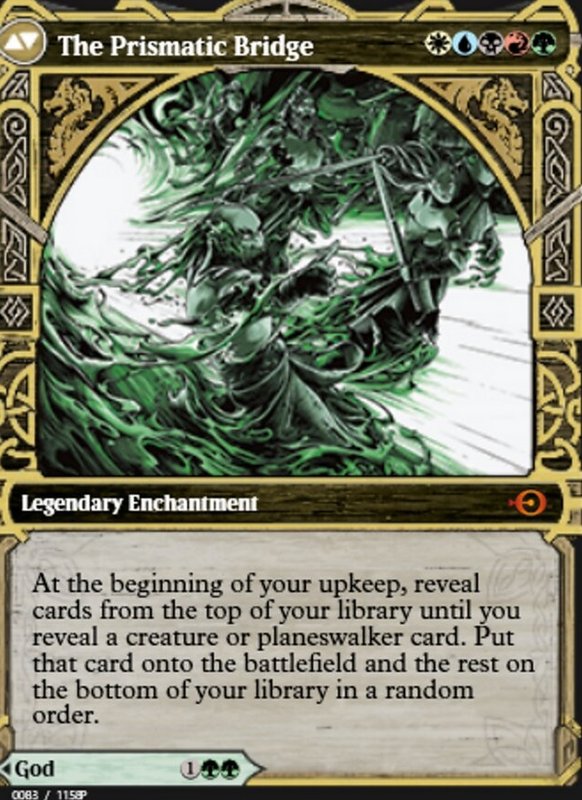 The Prismatic Bridge
Legendary Enchantment
At the beginning of your upkeep, reveal
cards from the top of your library until you
reveal a creature or planeswalker card. Put
that card onto the battlefield and the rest on
the bottom of your library in a random
order.
God 1
0083 / 1158P